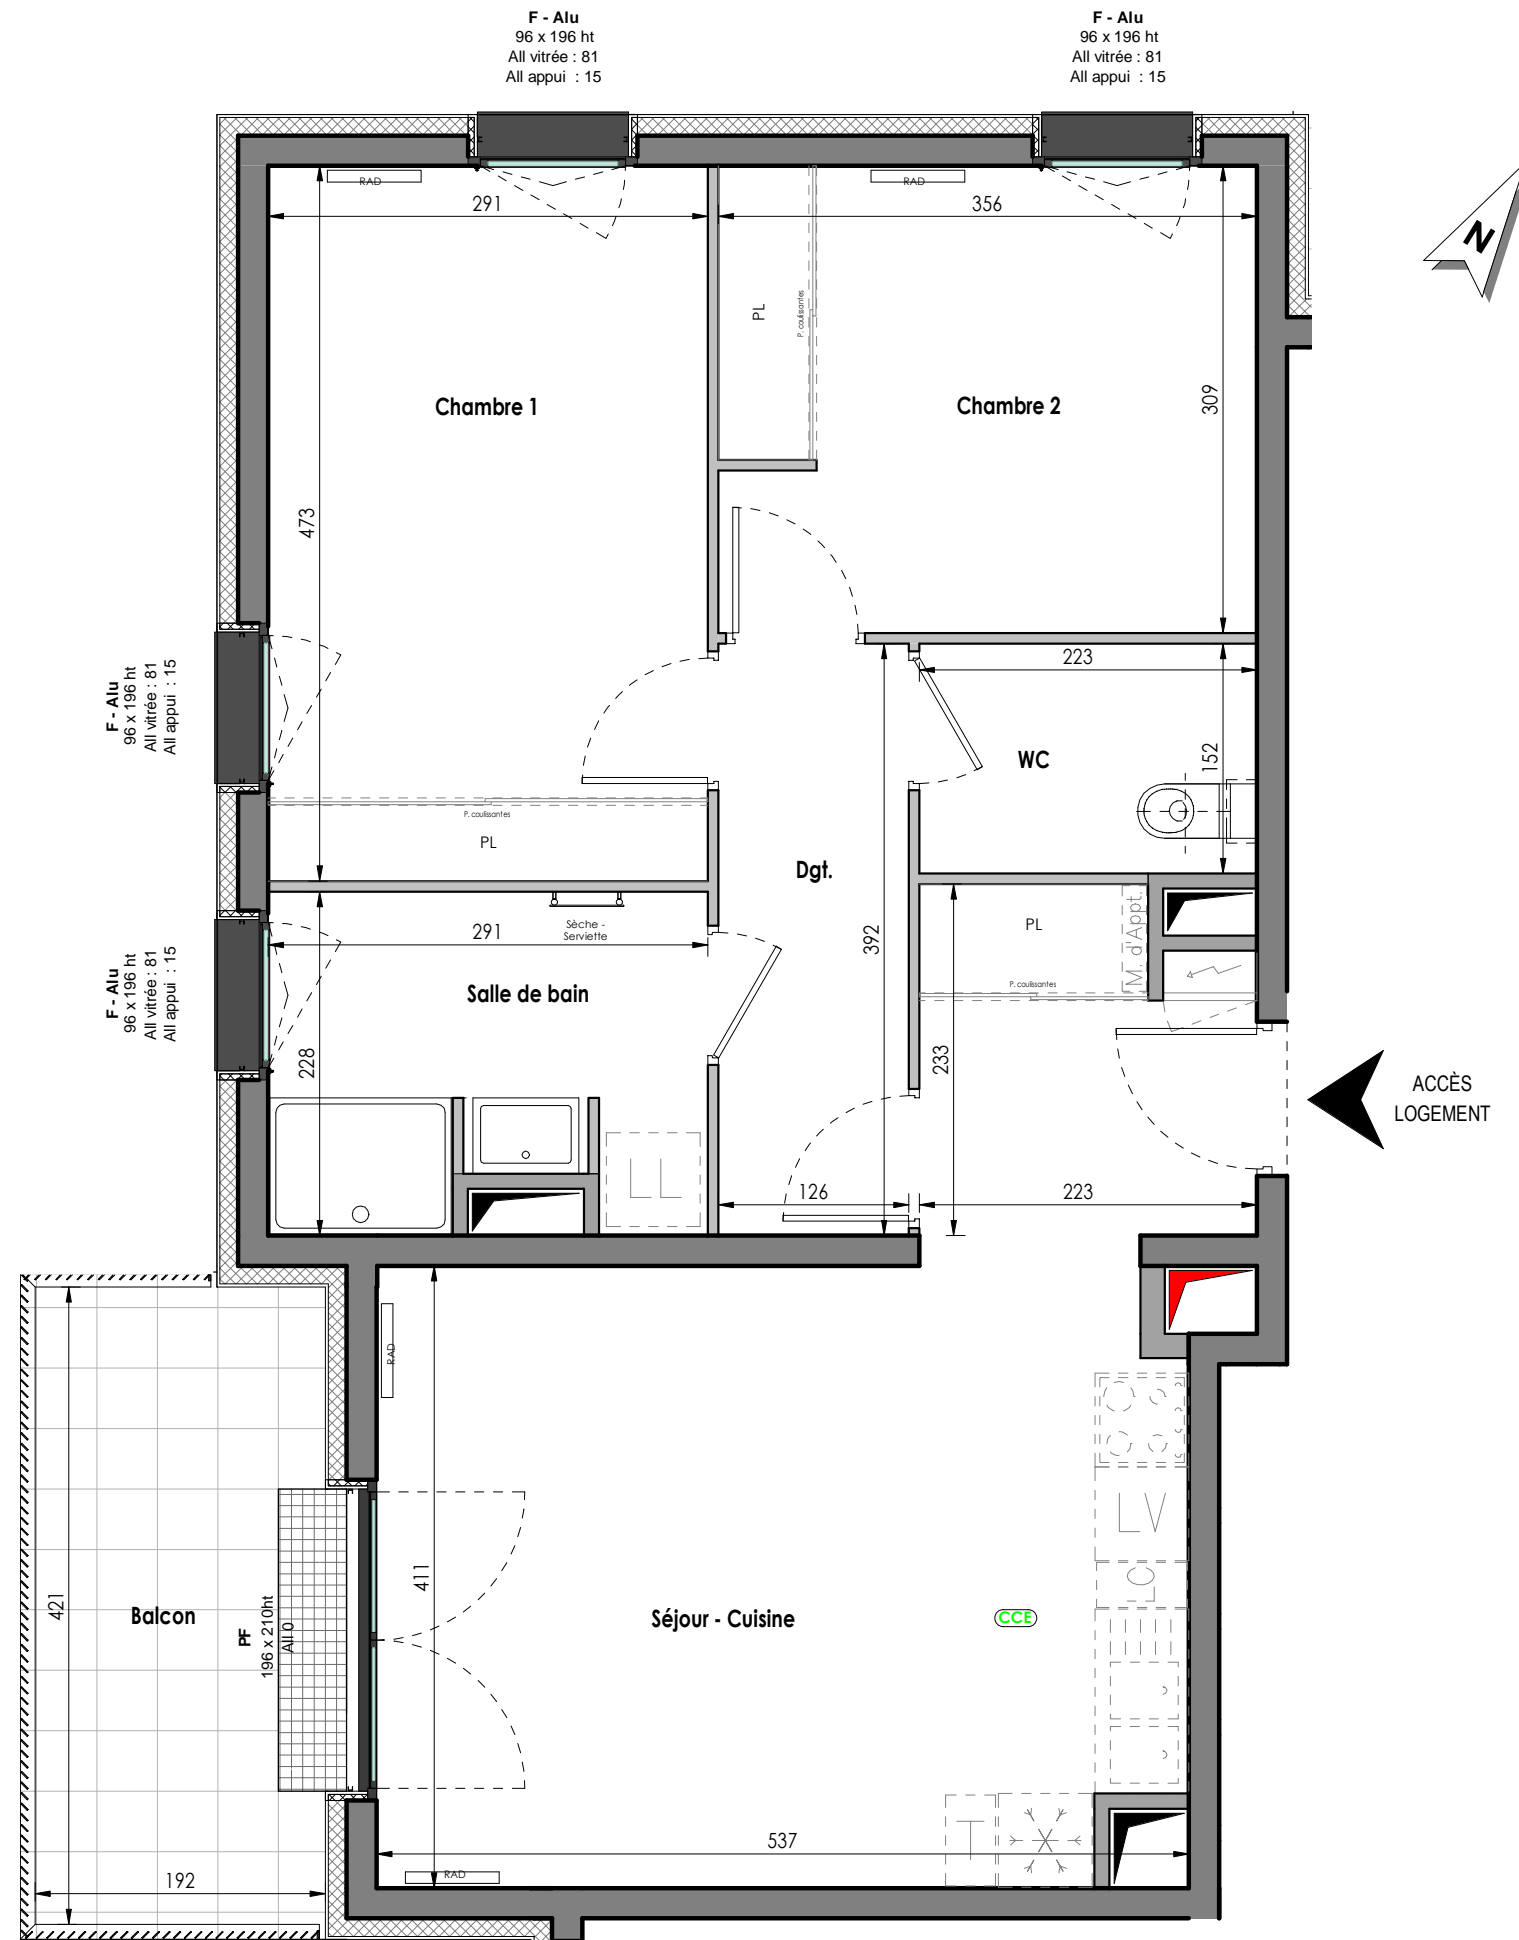 F - Alu
96 x 196 ht
All vitrée : 81
All appui : 15
F - Alu
96 x 196 ht
All vitrée : 81
All appui : 15
N
RAD
RAD
291
356
PL
P. coulissantes
Chambre 1
Chambre 2
309
473
F - Alu
96 x 196 ht
All vitrée : 81
All appui : 15
223
WC
152
P. coulissantes
PL
Dgt.
Sèche -
Serviette
291
392
PL
M. d'Appt.
P. coulissantes
F - Alu
96 x 196 ht
All vitrée : 81
All appui : 15
Salle de bain
228
233
ACCÈS
LOGEMENT
LL
126
223
RAD
411
LV
LC
421
Balcon
PF
196 x 210ht
All 0
Séjour - Cuisine
CCE
T
537
192
RAD